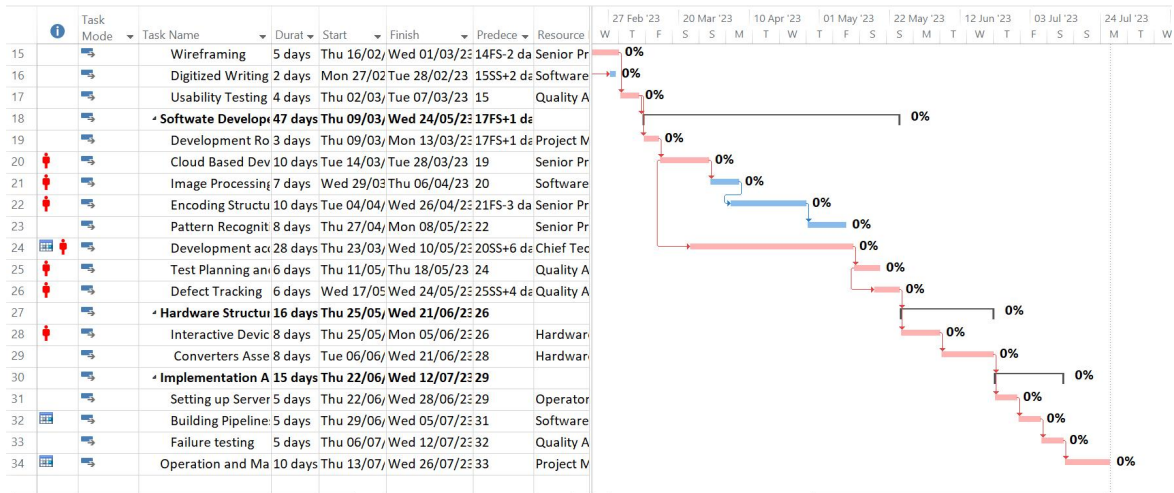 27 Feb '23 20 Mar '23 10 Apr '23 01 May '23 22 May '23 12 Jun '23 03 Jul '23 24 Jul '23
Task Mode Task Name Durat Start Finish Predece Resource
W T F S S M T W T F S S M T W T F S S M T W
15 Wireframing 5 days Thu 16/02/ Wed 01/03/23 14FS-2 da Senior Pr 0%
16 Digitized Writing 2 days Mon 27/02 Tue 28/02/23 15SS+2 d Software 0%
17 Usability Testing 4 days Thu 02/03/ Tue 07/03/23 15 Quality A 0%
18 Softwate Develope 47 days Thu 09/03/ Wed 24/05/23 17FS+1 da 0%
19 Development Ro 3 days Thu 09/03/ Mon 13/03/23 17FS+1 da Project M 0%
20 Cloud Based Dev 10 days Tue 14/03/ Tue 28/03/23 19 Senior Pr 0%
21 Image Processing 7 days Wed 29/03 Thu 06/04/23 20 Software 0%
22 Encoding Structu 10 days Tue 04/04/ Wed 26/04/23 21FS-3 da Senior Pr 0%
23 Pattern Recognit 8 days Thu 27/04/ Mon 08/05/23 22 Senior Pr 0%
24 Development acc 28 days Thu 23/03/ Wed 10/05/23 20SS+6 da Chief Tec 0%
25 Test Planning and 6 days Thu 11/05/ Thu 18/05/23 24 Quality A 0%
26 Defect Tracking 6 days Wed 17/05 Wed 24/05/23 25SS+4 da Quality A 0%
27 Hardware Structur 16 days Thu 25/05/ Wed 21/06/23 26 0%
28 Interactive Devic 8 days Thu 25/05/ Mon 05/06/23 26 Hardware 0%
29 Converters Asse 8 days Tue 06/06/ Wed 21/06/23 28 Hardware 0%
30 Implementation A 15 days Thu 22/06/ Wed 12/07/23 29 0%
31 Setting up Server 5 days Thu 22/06/ Wed 28/06/23 29 Operator 0%
32 Building Pipeline 5 days Thu 29/06/ Wed 05/07/23 31 Software 0%
33 Failure testing 5 days Thu 06/07/ Wed 12/07/23 32 Quality A 0%
34 Operation and Ma 10 days Thu 13/07/ Wed 26/07/23 33 Project M 0%